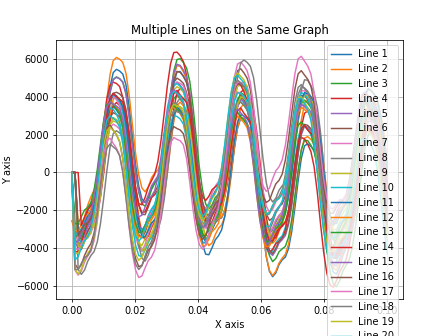 Multiple Lines on the Same Graph
Y axis
6000
4000
2000
0
−2000
−4000
−6000
0.00
0.02
0.04
0.06
X axis
Line 1
Line 2
Line 3
Line 4
Line 5
Line 6
Line 7
Line 8
Line 9
Line 10
Line 11
Line 12
Line 13
Line 14
Line 15
Line 16
Line 17
Line 18
Line 19
Line 20